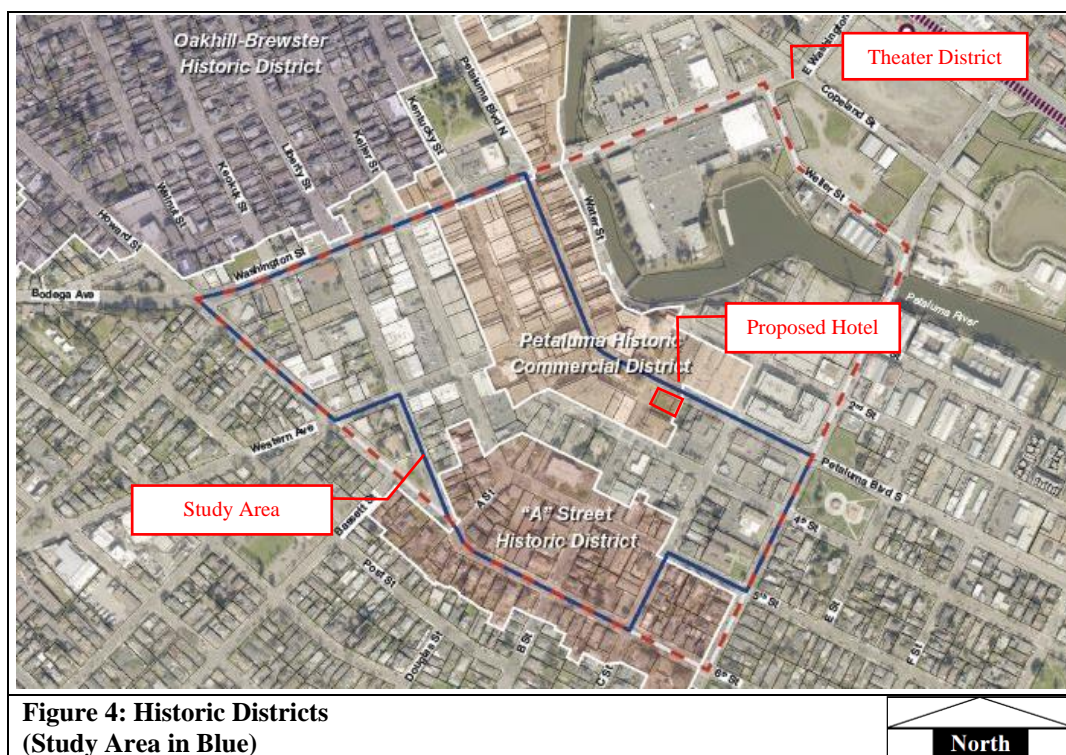 Oakhill-Brewster
Historic District
Petaluma Blvd N
E Washington
Theater District
Copeland St
Kentucky St
Keller St
Liberty St
Keokuk St
Walnut St
Howard St
Weller St
Water St
Washington St
Bodega Ave
Petaluma River
Proposed Hotel
Petaluma Historic
Commercial District
2nd St
Western Ave
Petaluma Blvd S
Study Area
Bassett St
A St
"A" Street
Historic District
4th St
Post St
5th St
E St
Douglas St
B St
F St
C St
6th St
Figure 4: Historic Districts
(Study Area in Blue)
North